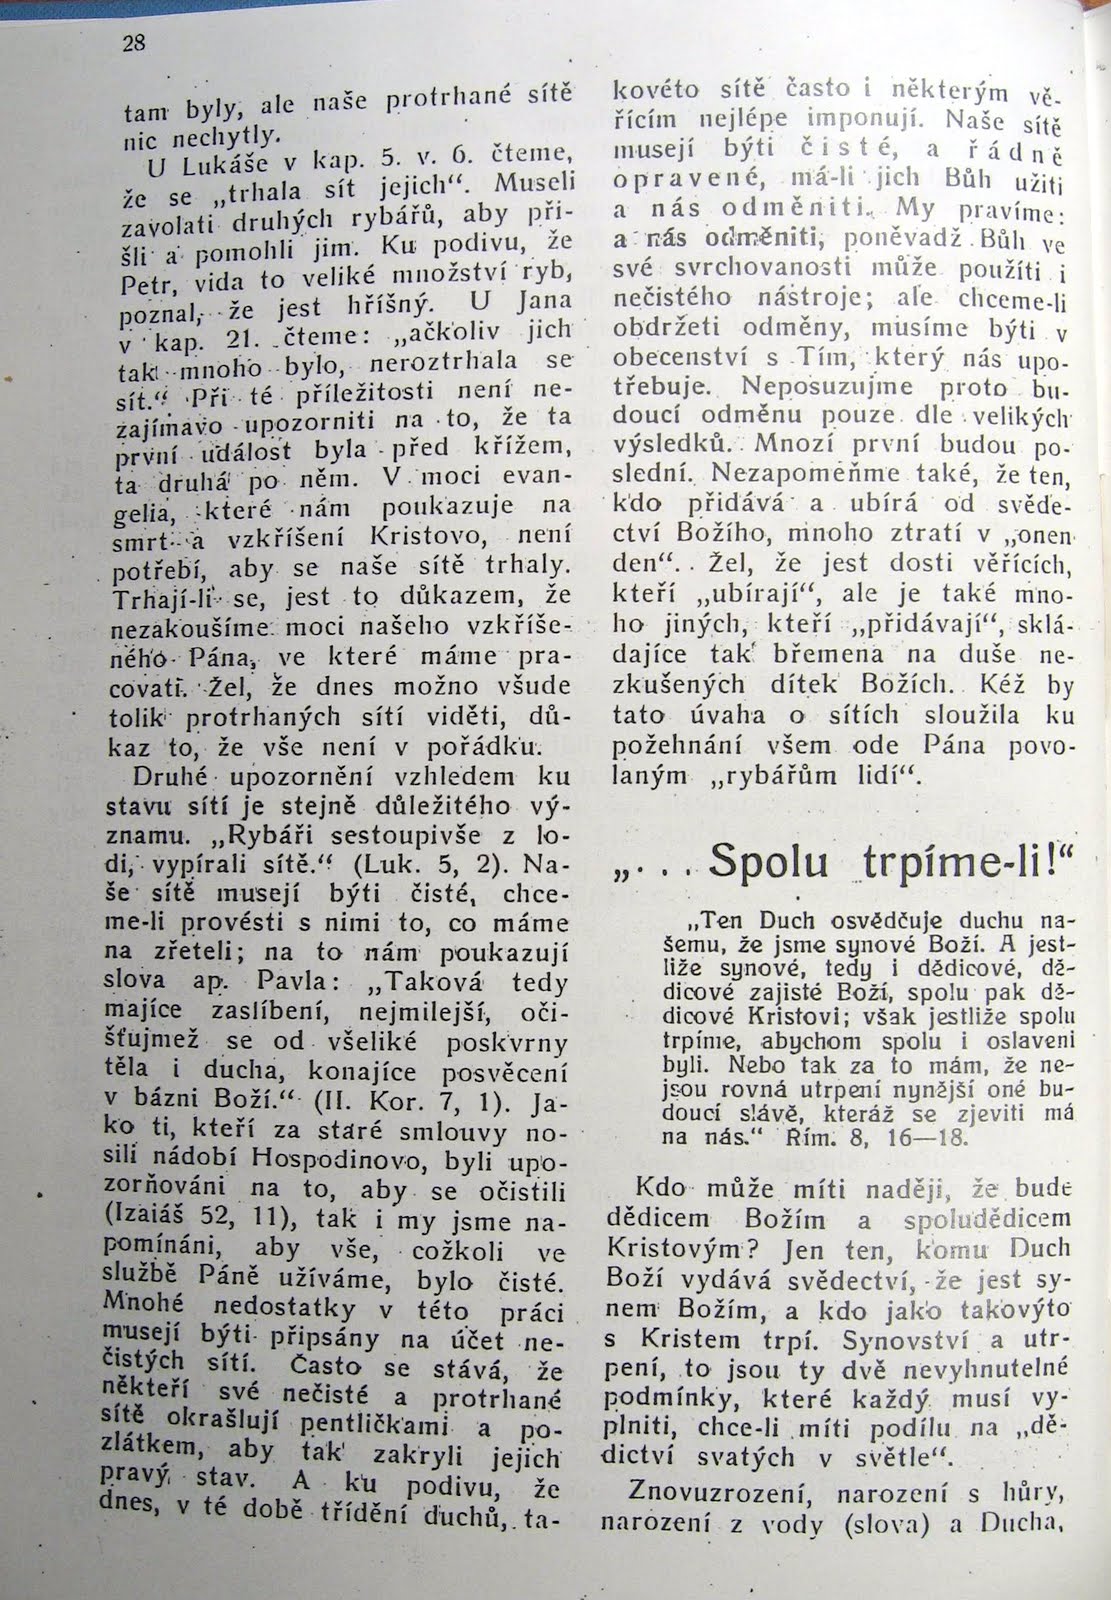 28
tam byly, ale naše protrhané sítě
nic nechytly.
U Lukáše v kap. 5. v. 6. čteme,
že se „trhala sít jejich“. Museli
zavolati druhých rybářů, aby při-
šli a pomohli jim. Ku podivu, že
Petr, vida to veliké množství ryb,
poznal, že jest hříšný. U Jana
v kap. 21. čteme: „ačkoliv jich
tak mnoho bylo, neroztrhala se
sít.“ Při té příležitosti není ne-
zajímavo upozorniti na to, že ta
první událost byla před křížem,
ta druhá po něm. V moci evan-
gelia, které nám poukazuje na
smrt a vzkříšení Kristovo, není
potřebí, aby se naše sítě trhaly.
Trhají-li se, jest to důkazem, že
nezakoušíme moci našeho vzkříše-
ného Pána, ve které máme pra-
covati. Žel, že dnes možno všude
tolik protrhaných sítí viděti, dů-
kaz to, že vše není v pořádku.
Druhé upozornění vzhledem ku
stavu sítí je stejně důležitého vý-
znamu. „Rybáři sestoupivše z lo-
di, vypírali sítě.“ (Luk. 5, 2). Na-
še sítě musejí býti čisté, chce-
me-li provésti s nimi to, co máme
na zřeteli; na to nám poukazují
slova ap. Pavla: „Taková tedy
majíce zaslíbení, nejmilejší, oči-
šťujmež se od všeliké poskvrny
těla i ducha, konajíce posvěcení
v bázni Boží.“ (II. Kor. 7, 1). Ja-
ko ti, kteří za staré smlouvy no-
sili nádobí Hospodinovo, byli upo-
zorňováni na to, aby se očistili
(Izaiáš 52, 11), tak i my jsme na-
pomínáni, aby vše, cožkoli ve
službě Páně užíváme, bylo čisté.
Mnohé nedostatky v této práci
musejí býti připsány na účet ne-
čistých sítí. Často se stává, že
někteří své nečisté a protrhané
sítě okrašlují pentličkami a po-
zlátkem, aby tak zakryli jejich
pravý stav. A ku podivu, že
dnes, v té době třídění duchů, ta-
kovéto sítě často i některým vě-
řícím nejlépe imponují. Naše sítě
musejí býti čisté, a řádně
opravené, má-li jich Bůh užiti
a nás odměniti. My pravíme:
a nás odměniti, poněvadž Bůh ve
své svrchovanosti může použíti i
nečistého nástroje; ale chceme-li
obdržeti odměny, musíme býti v
obecenství s Tím, který nás upo-
třebuje. Neposuzujme proto bu-
doucí odměnu pouze dle velikých
výsledků. Mnozí první budou po-
slední. Nezapomeňme také, že ten,
kdo přidává a ubírá od svěde-
ctví Božího, mnoho ztratí v „onen
den“. Žel, že jest dosti věřících,
kteří „ubírají“, ale je také mno-
ho jiných, kteří „přidávají“, sklá-
dajíce tak břemena na duše ne-
zkušených dítek Božích. Kéž by
tato úvaha o sítích sloužila ku
požehnání všem ode Pána povo-
laným „rybářům lidí“.
„... Spolu trpíme-li!“
„Ten Duch osvědčuje duchu na-
šemu, že jsme synové Boží. A jest-
liže synové, tedy i dědicové, dě-
dicové zajisté Boží, spolu pak dě-
dicové Kristovi; však jestliže spolu
trpíme, abychom spolu i oslaveni
byli. Nebo tak za to mám, že ne-
jsou rovná utrpení nynější oné bu-
doucí slávě, kteráž se zjeviti má
na nás.“ Řím. 8, 16—18.
Kdo může míti naději, že bude
dědicem Božím a spoludědicem
Kristovým? Jen ten, komu Duch
Boží vydává svědectví, že jest sy-
nem Božím, a kdo jako takovýto
s Kristem trpí. Synovství a utr-
pení, to jsou ty dvě nevyhnutelné
podmínky, které každý musí vy-
plniti, chce-li míti podílu na „dě-
dictví svatých v světle“.
Znovuzrození, narození s hůry,
narození z vody (slova) a Ducha,